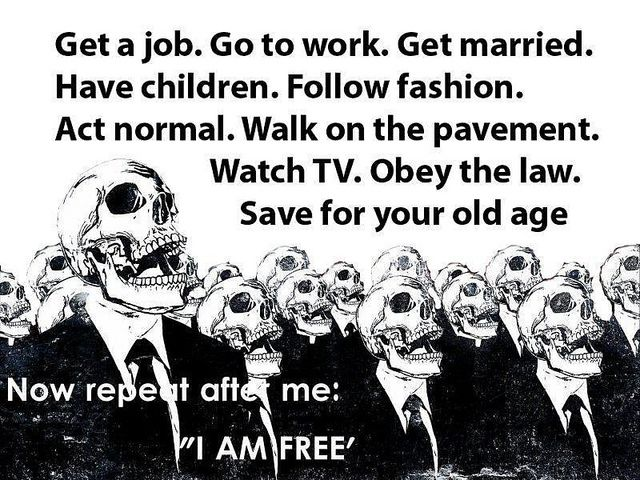 Get a job. Go to work. Get married.
Have children. Follow fashion.
Act normal. Walk on the pavement.
Watch TV. Obey the law.
Save for your old age
Now repeat after me:
"I AM FREE'